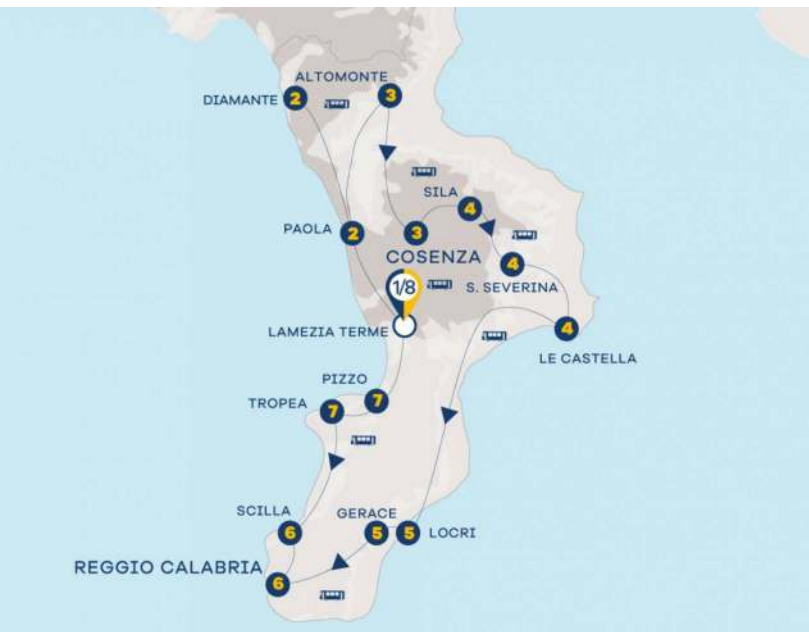 ALTOMONTE
DIAMANTE 2
3
SILA
4
PAOLA 2
3
COSENZA
4
S. SEVERINA
1/8
LAMEZIA TERME
4
LE CASTELLA
PIZZO
7
TROPEA 7
SCILLA
6
GERACE
5
5 LOCRI
REGGIO CALABRIA
6